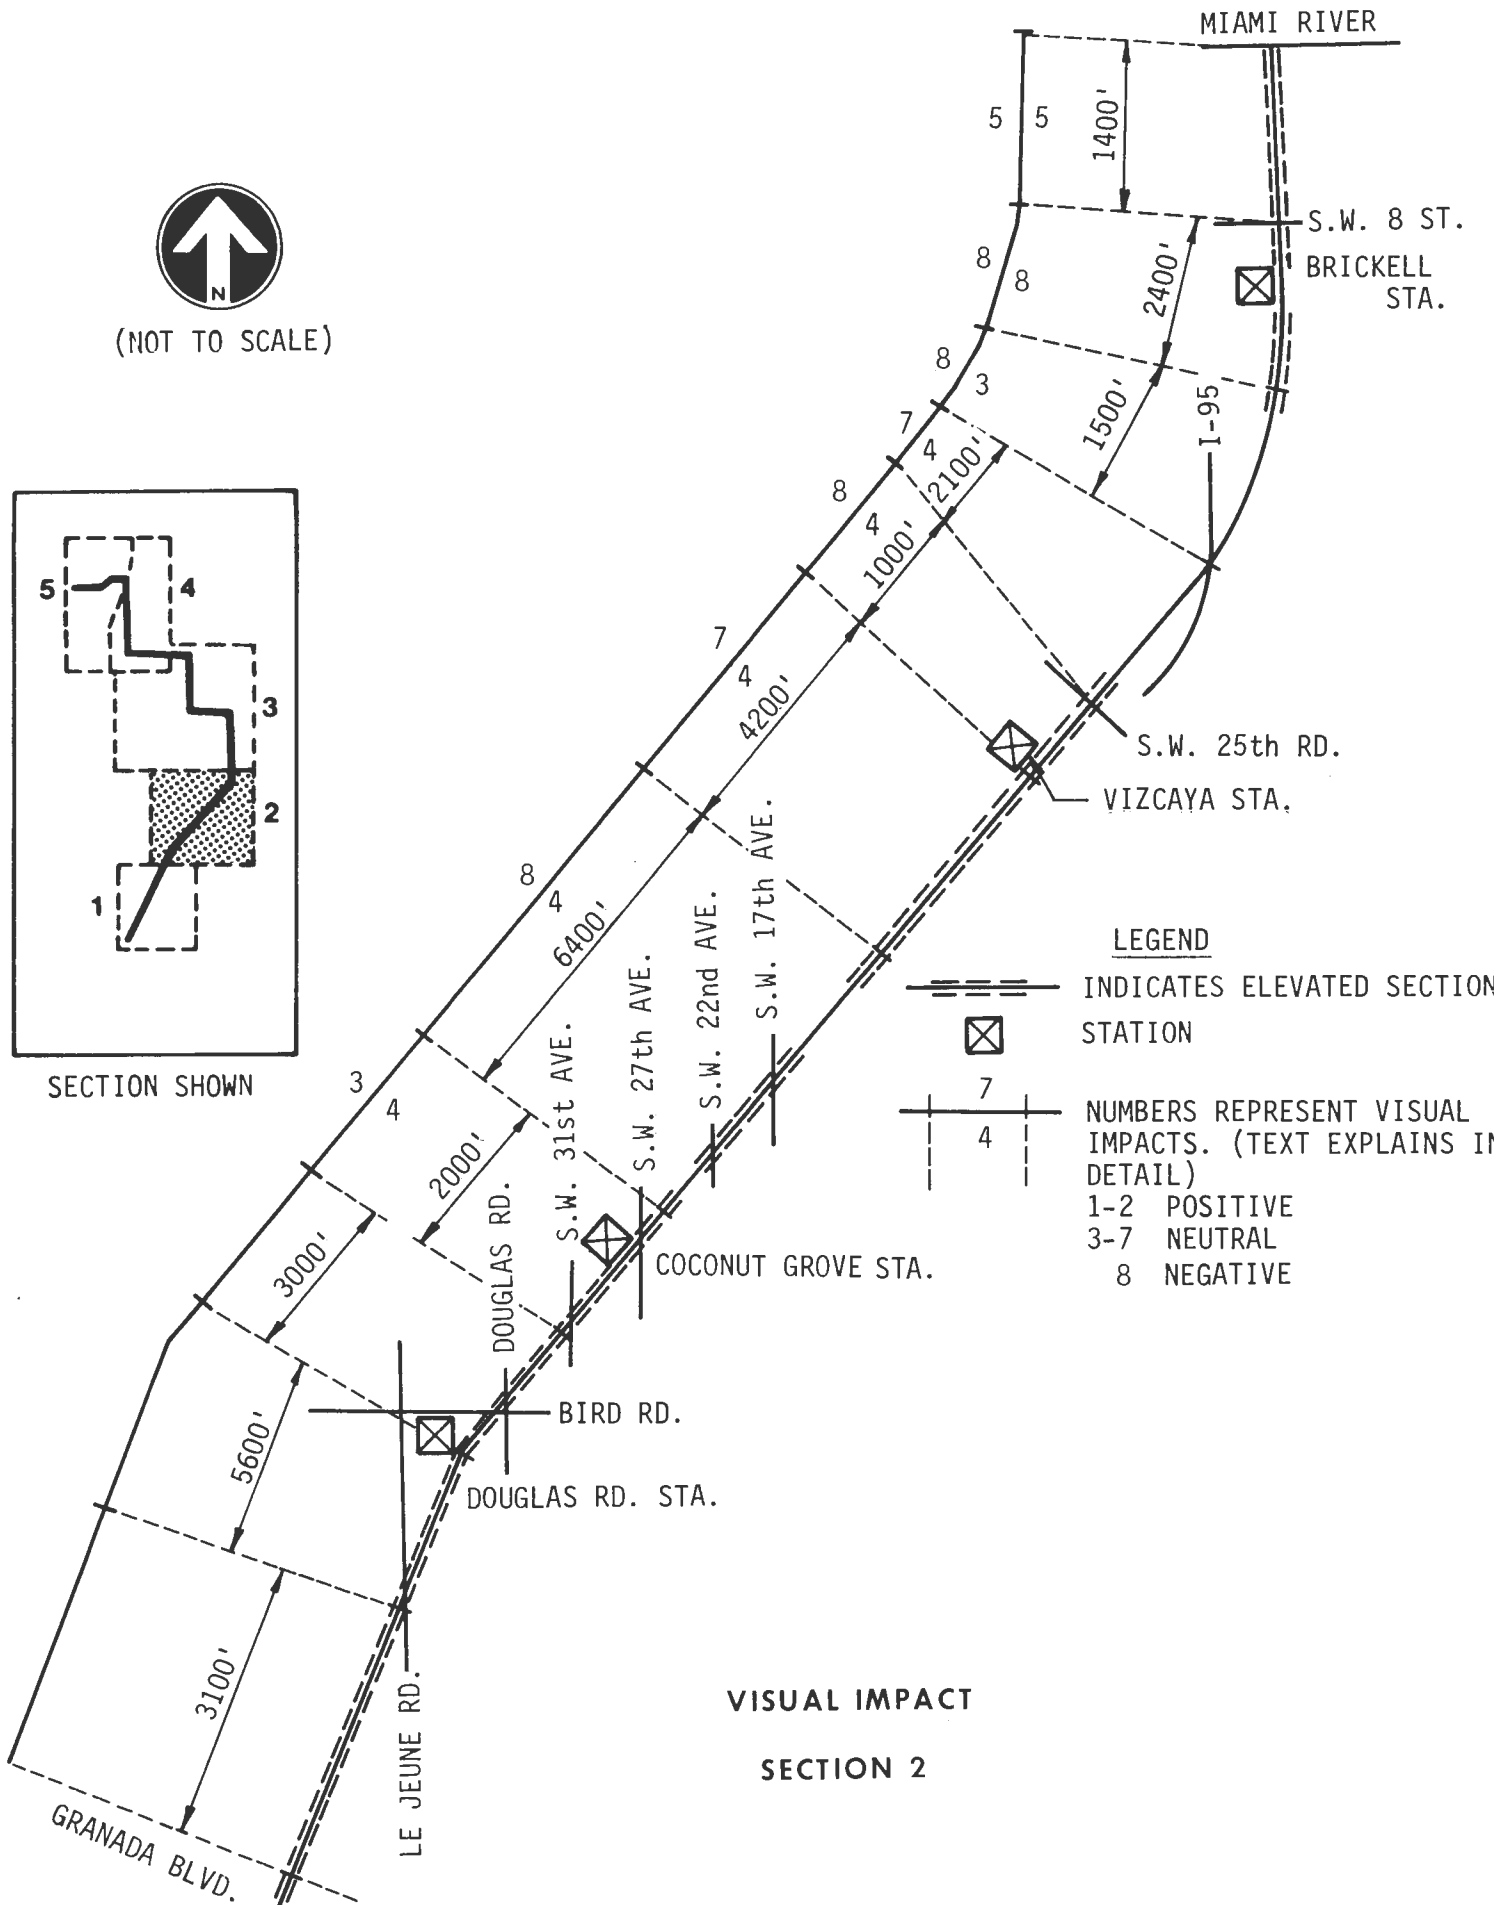 MIAMI RIVER
5 5
1400'
S.W. 8 ST.
BRICKELL
STA.
8 8
2400'
N
(NOT TO SCALE)
8 3
1500'
I-95
7 4
2100'
8 4
1000'
7 4
4200'
S.W. 25th RD.
VIZCAYA STA.
5 4
3
2
1
SECTION SHOWN
8 4
6400'
S.W. 17th AVE.
S.W. 22nd AVE.
S.W. 27th AVE.
S.W. 31st AVE.
DOUGLAS RD.
3 4
2000'
COCONUT GROVE STA.
3000'
BIRD RD.
DOUGLAS RD. STA.
5600'
3100'
LE JEUNE RD.
GRANADA BLVD.
LEGEND
INDICATES ELEVATED SECTION
STATION
7
4
NUMBERS REPRESENT VISUAL
IMPACTS. (TEXT EXPLAINS IN
DETAIL)
1-2 POSITIVE
3-7 NEUTRAL
8 NEGATIVE
VISUAL IMPACT
SECTION 2